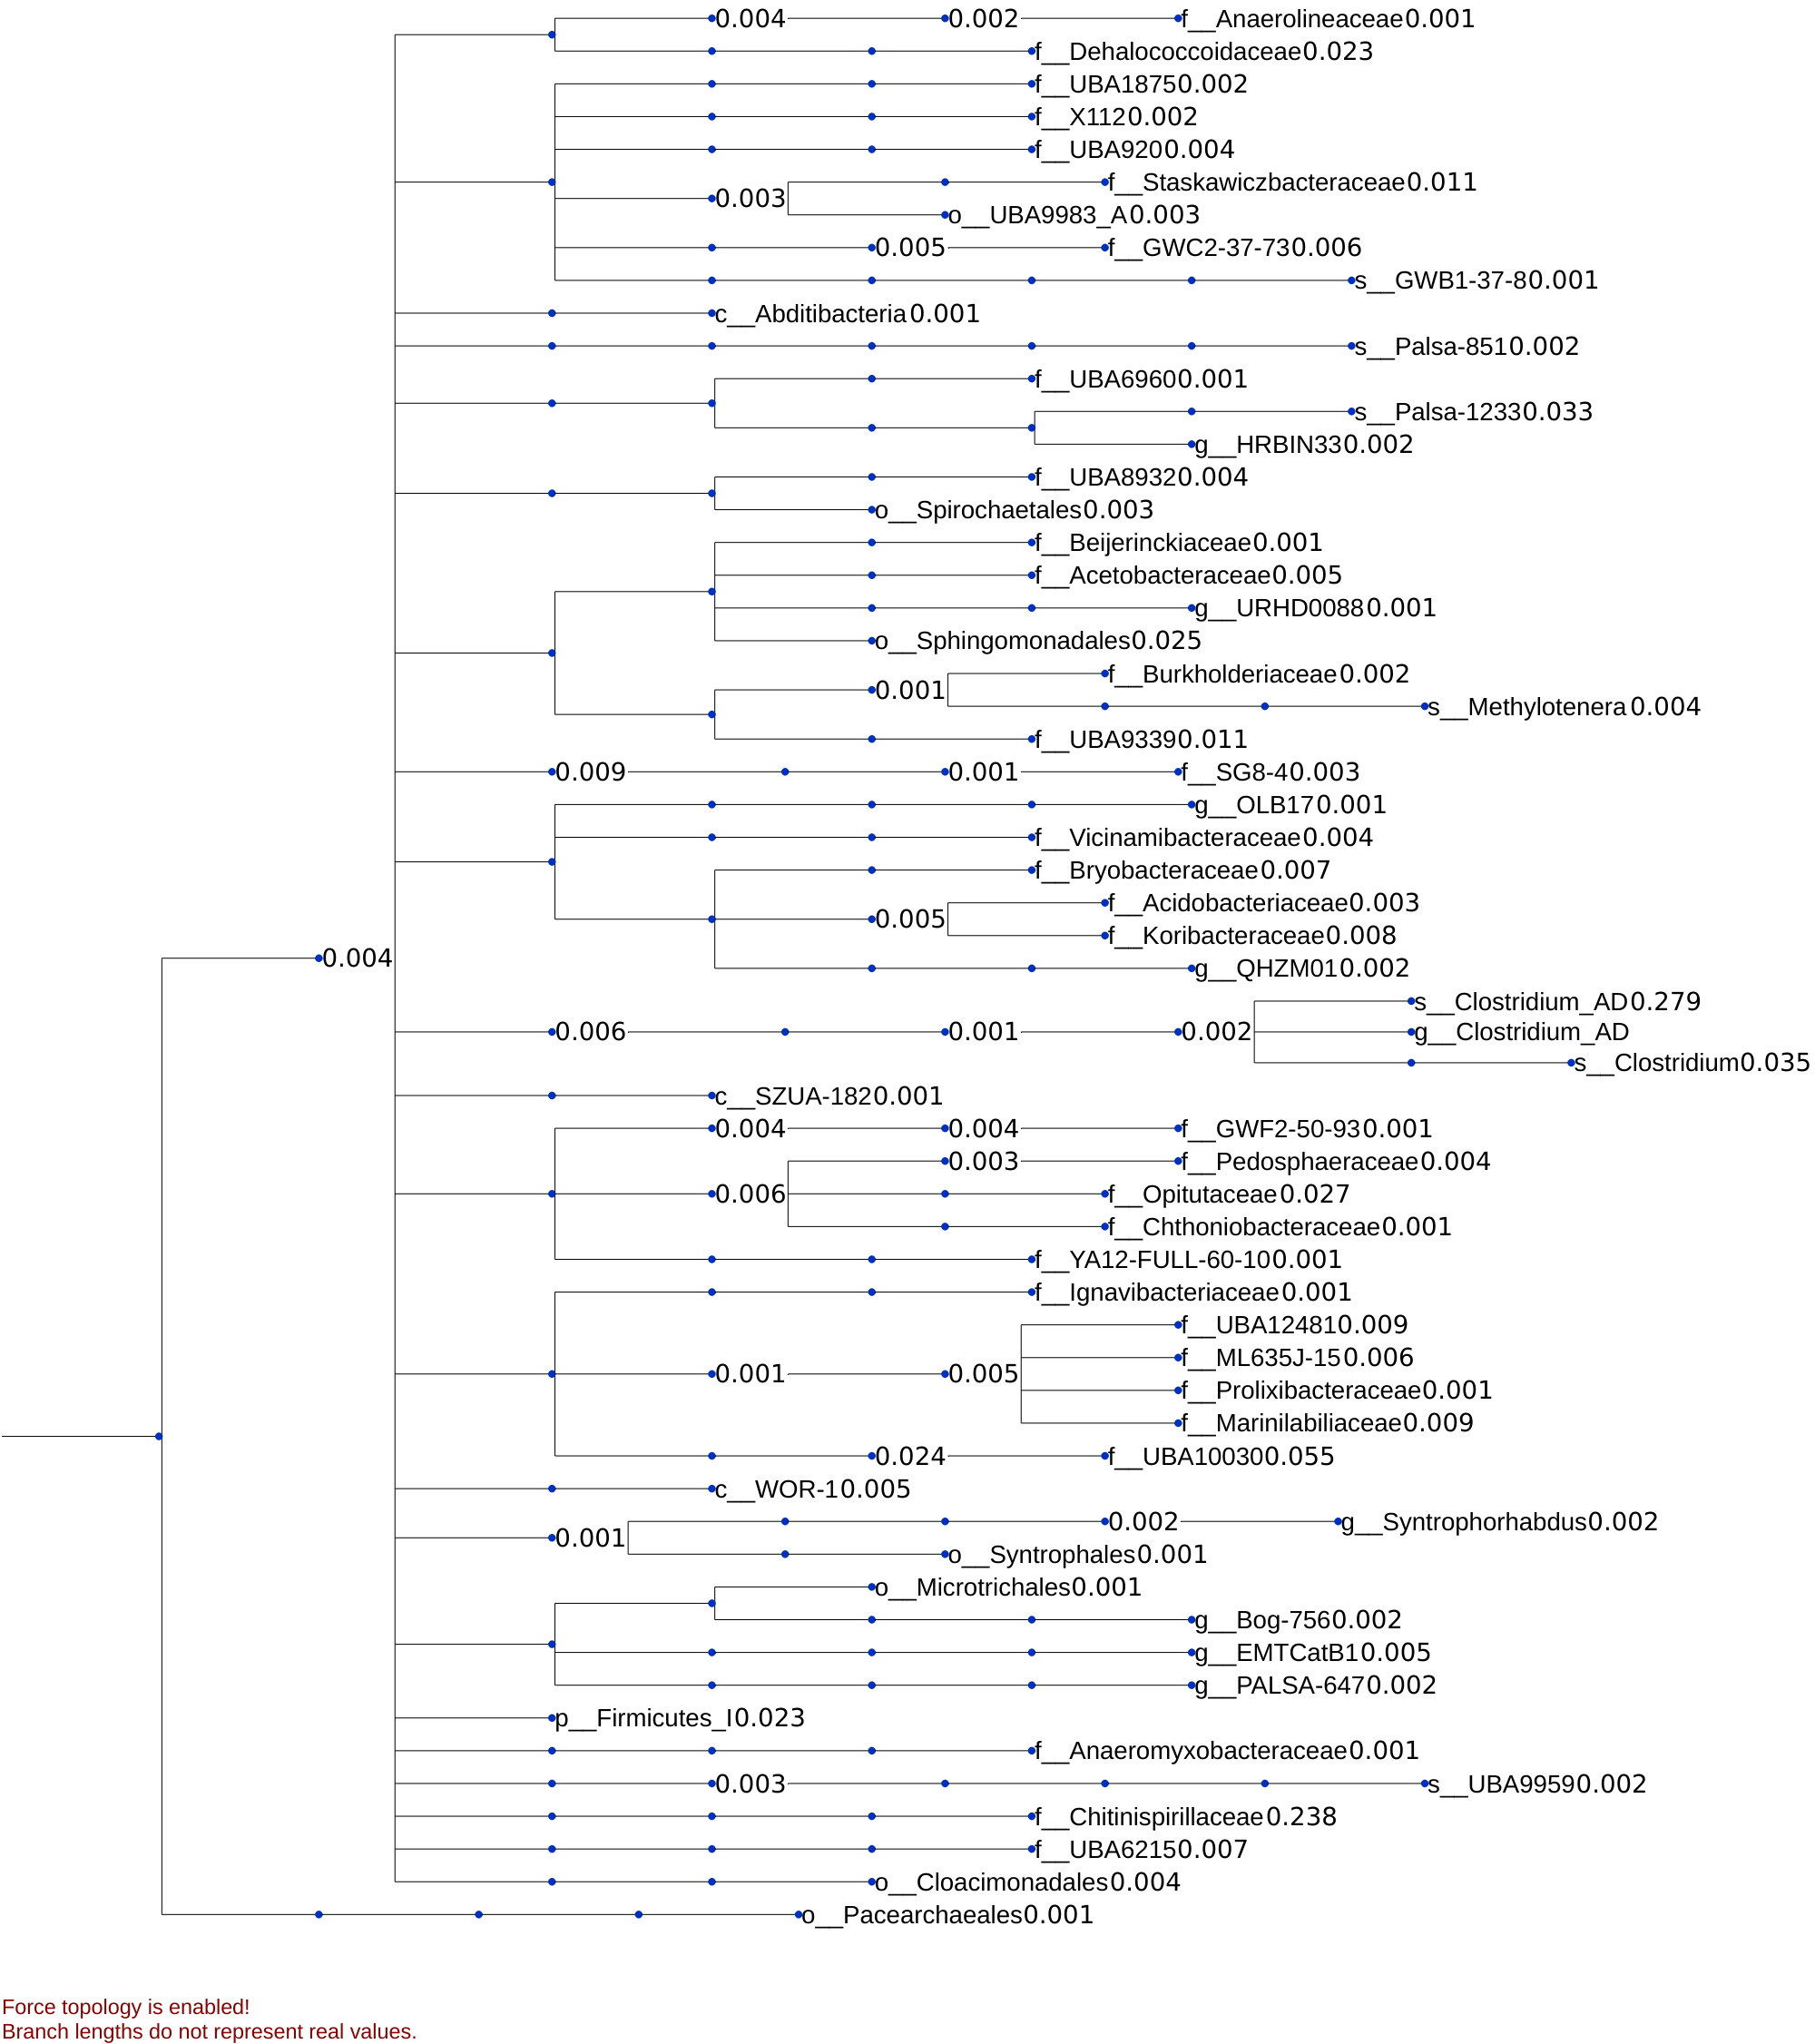 0.004 0.002 f__Anaerolineaceae0.001
f__Dehalococcoidaceae0.023
f__UBA18750.002
f__X1120.002
f__UBA9200.004
f__Staskawiczbacteraceae0.011
0.003
o__UBA9983_A0.003
0.005 f__GWC2-37-730.006
s__GWB1-37-80.001
c__Abditibacteria0.001
s__Palsa-8510.002
f__UBA69600.001
s__Palsa-12330.033
g__HRBIN330.002
f__UBA89320.004
o__Spirochaetales0.003
f__Beijerinckiaceae0.001
f__Acetobacteraceae0.005
g__URHD00880.001
o__Sphingomonadales0.025
f__Burkholderiaceae0.002
0.001
s__Methylotenera0.004
f__UBA93390.011
0.009 0.001 f__SG8-40.003
g__OLB170.001
f__Vicinamibacteraceae0.004
f__Bryobacteraceae0.007
f__Acidobacteriaceae0.003
0.005
f__Koribacteraceae0.008
0.004
g__QHZM010.002
s__Clostridium_AD0.279
0.006 0.001 0.002 g__Clostridium_AD
s__Clostridium0.035
c__SZUA-1820.001
0.004 0.004 f__GWF2-50-930.001
0.003 f__Pedosphaeraceae0.004
0.006 f__Opitutaceae0.027
f__Chthoniobacteraceae0.001
f__YA12-FULL-60-100.001
f__Ignavibacteriaceae0.001
f__UBA124810.009
f__ML635J-150.006
0.001 0.005
f__Prolixibacteraceae0.001
f__Marinilabiliaceae0.009
0.024 f__UBA100300.055
c__WOR-10.005
0.002 g__Syntrophorhabdus0.002
0.001
o__Syntrophales0.001
o__Microtrichales0.001
g__Bog-7560.002
g__EMTCatB10.005
g__PALSA-6470.002
p__Firmicutes_I0.023
f__Anaeromyxobacteraceae0.001
0.003 s__UBA99590.002
f__Chitinispirillaceae0.238
f__UBA62150.007
o__Cloacimonadales0.004
o__Pacearchaeales0.001
Force topology is enabled!
Branch lengths do not represent real values.